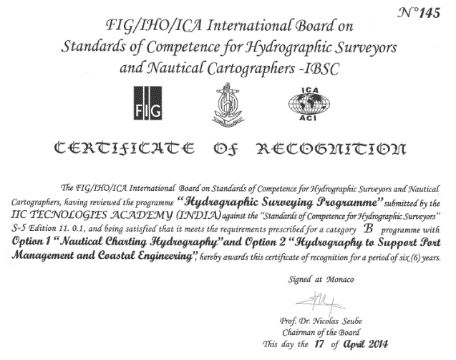 N°145
FIG/IHO/ICA International Board on
Standards of Competence for Hydrographic Surveyors
and Nautical Cartographers -IBSC
FIG
ICA
ACI
CERTIFICATE OF RECOGNITION
The FIG/IHO/ICA International Board on Standards of Competence for Hydrographic Surveyors and Nautical
Cartographers, having reviewed the programme "Hydrographic Surveying Programme" submitted by the
IIC TECNOLOGIES ACADEMY (INDIA) against the "Standards of Competence for Hydrographic Surveyors"
S-5 Edition 11. 0.1, and being satisfied that it meets the requirements prescribed for a category B programme with
Option 1 "Nautical Charting Hydrography" and Option 2 "Hydrography to Support Port
Management and Coastal Engineering", hereby awards this certificate of recognition for a period of six (6) years.
Signed at Monaco
Prof. Dr. Nicolas Seube
Chairman of the Board
This day the 17 of April 2014